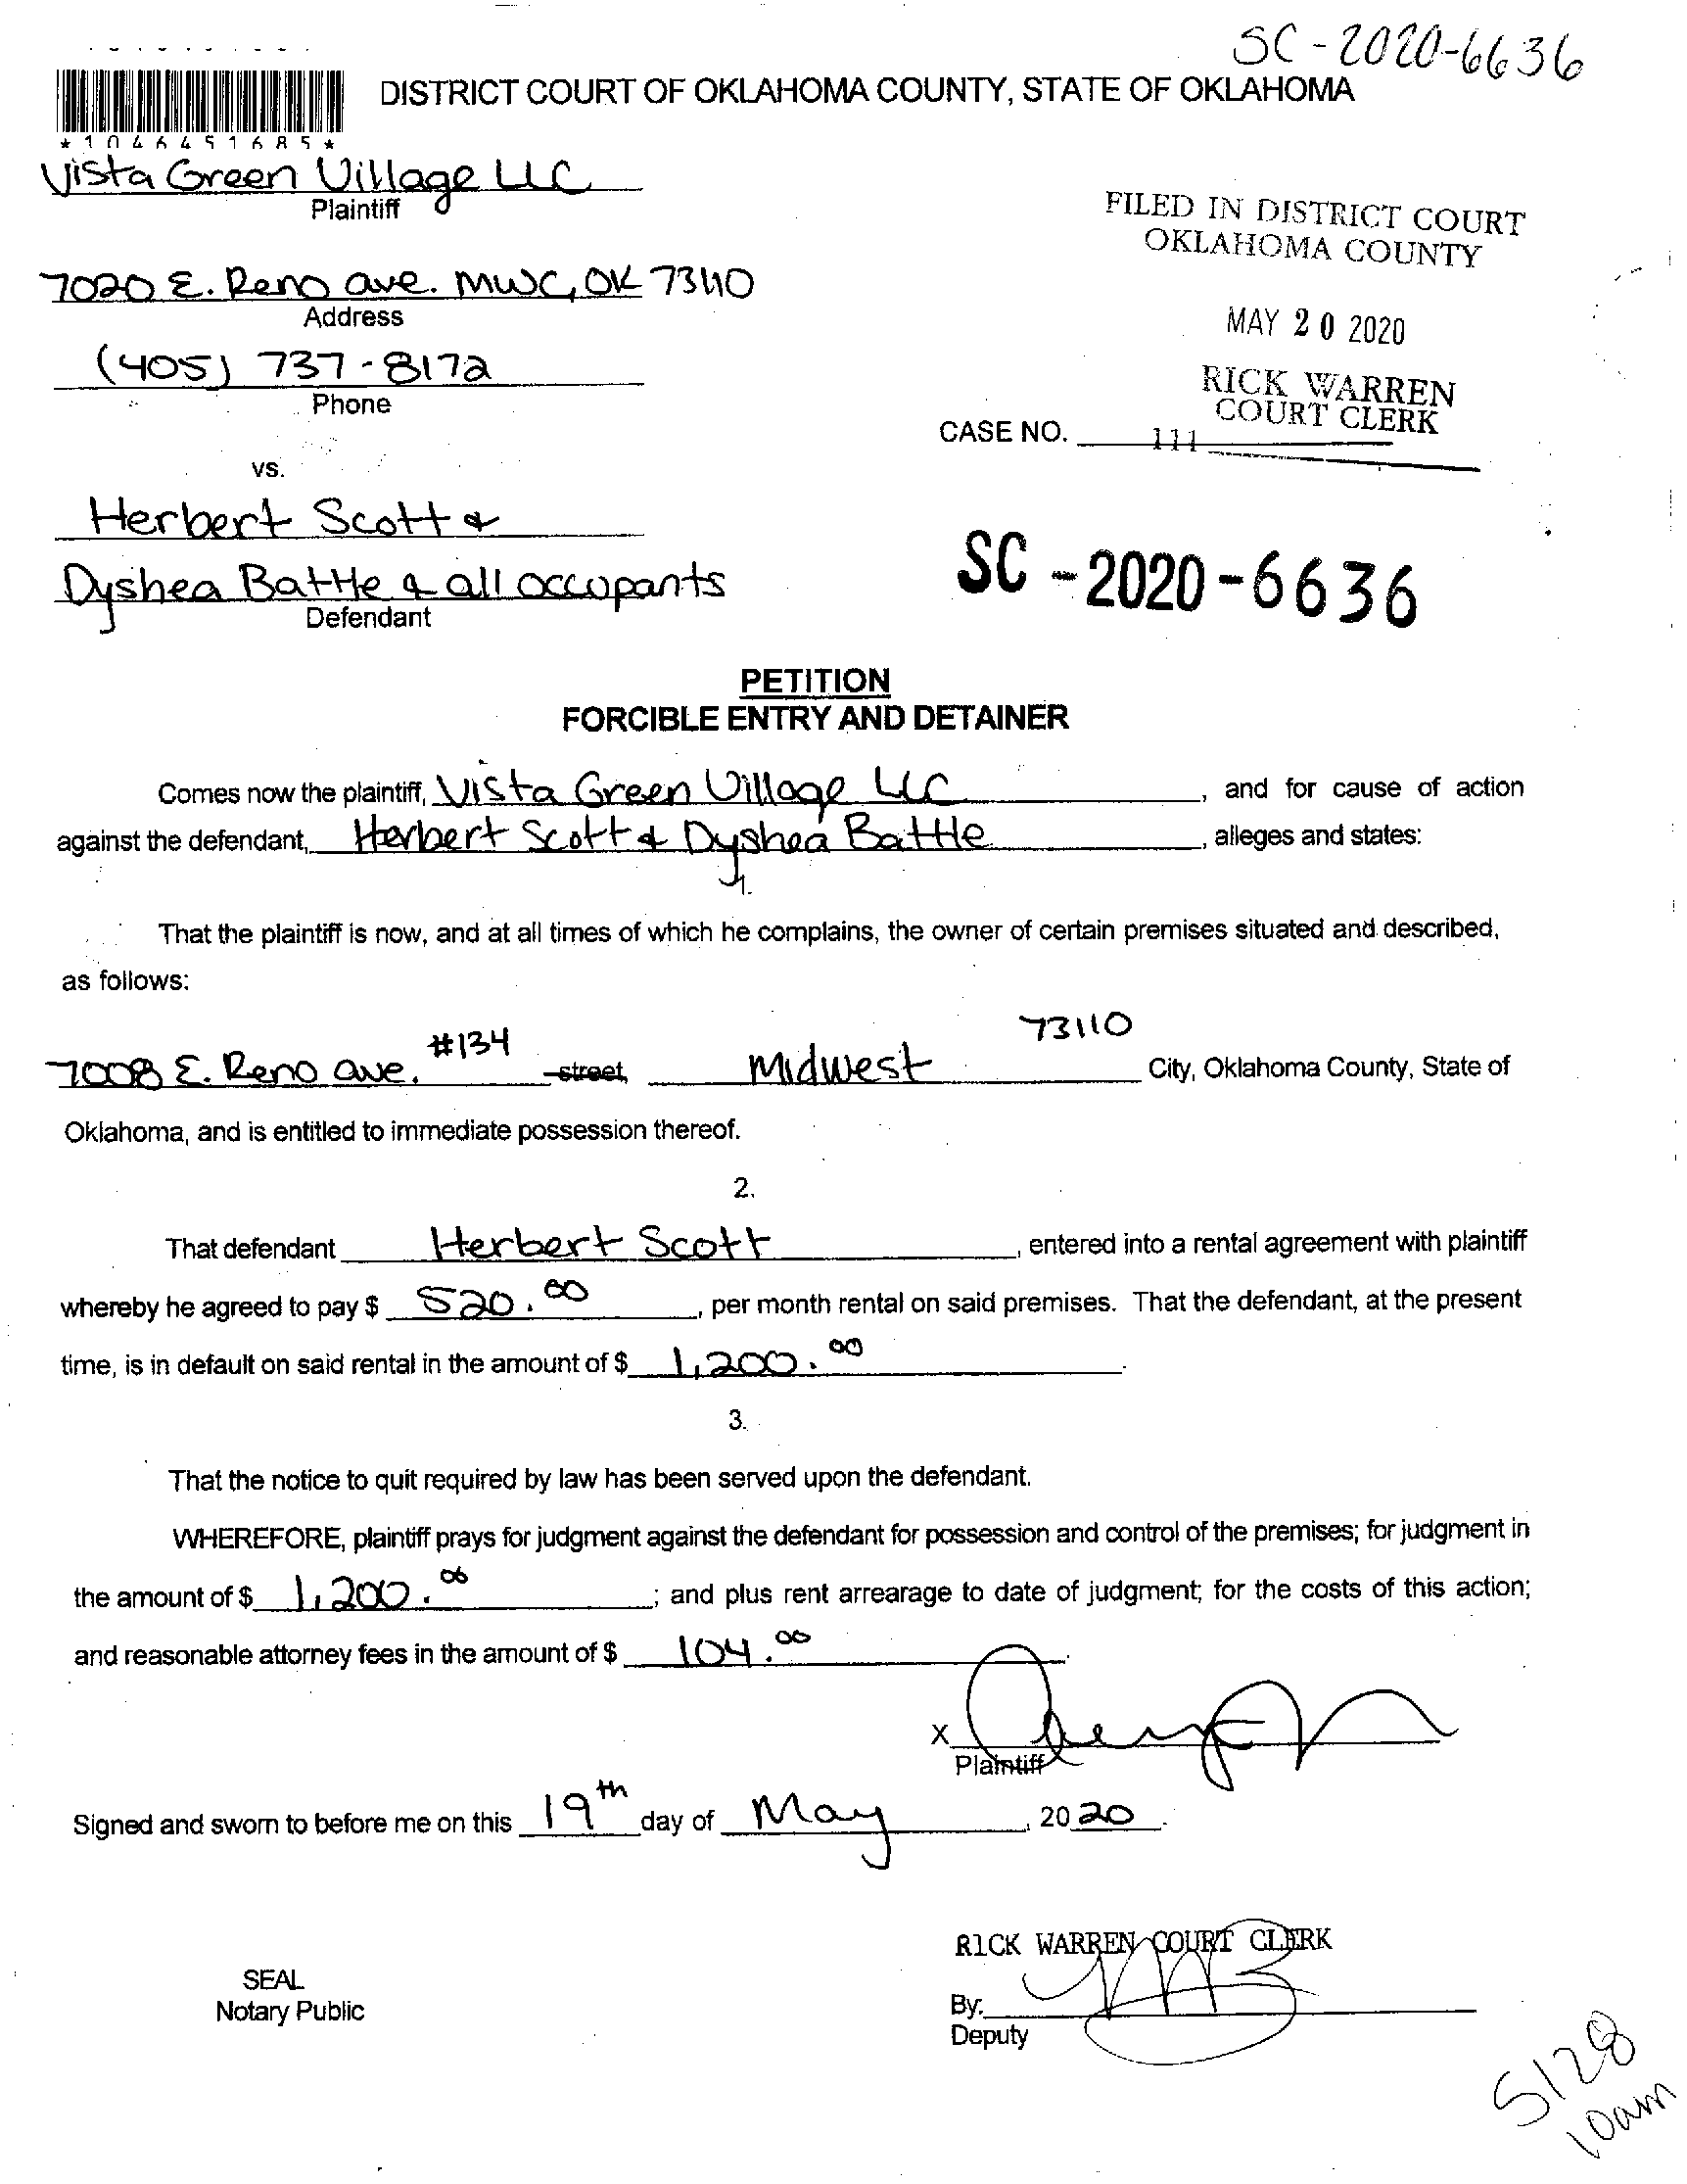 SC-2020-6636
DISTRICT COURT OF OKLAHOMA COUNTY, STATE OF OKLAHOMA
*1046451685*
Vista Green Village LLC
Plaintiff
FILED IN DISTRICT COURT
OKLAHOMA COUNTY
7020 E. Reno ave. MWC, OK 73110
Address
MAY 20 2020
(405) 737-8172
Phone
RICK WARREN
COURT CLERK
CASE NO. 111
vs.
Herbert Scott &
Dyshea Battle & all occupants
Defendant
SC-2020-6636
PETITION
FORCIBLE ENTRY AND DETAINER
Comes now the plaintiff, Vista Green Village LLC, and for cause of action
against the defendant, Herbert Scott & Dyshea Battle, alleges and states:
1.
That the plaintiff is now, and at all times of which he complains, the owner of certain premises situated and described,
as follows:
7008 E. Reno ave. #134 street, Midwest 73110 City, Oklahoma County, State of
Oklahoma, and is entitled to immediate possession thereof.
2.
That defendant Herbert Scott, entered into a rental agreement with plaintiff
whereby he agreed to pay $ 520.00, per month rental on said premises. That the defendant, at the present
time, is in default on said rental in the amount of $ 1,200.00.
3.
That the notice to quit required by law has been served upon the defendant.
WHEREFORE, plaintiff prays for judgment against the defendant for possession and control of the premises; for judgment in
the amount of $ 1,200.00; and plus rent arrearage to date of judgment; for the costs of this action;
and reasonable attorney fees in the amount of $ 104.00.
X
Plaintiff
Signed and sworn to before me on this 19th day of May, 2020.
RICK WARREN COURT CLERK
SEAL
Notary Public
By:
Deputy
5128
10am